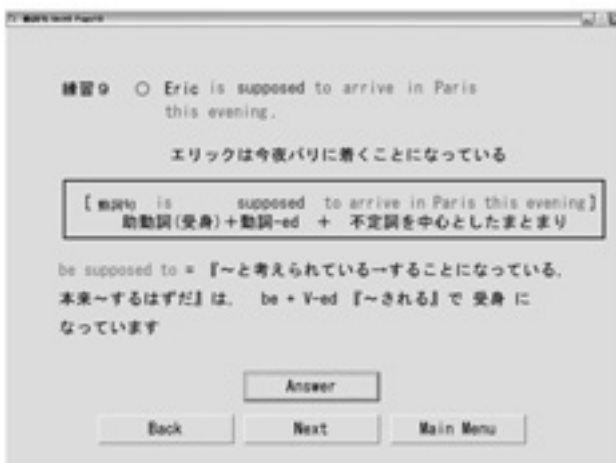 練習９ ○ Eric is supposed to arrive in Paris
this evening.
エリックは今夜パリに着くことになっている
[動詞句 is supposed to arrive in Paris this evening]
助動詞(受身)＋動詞-ed ＋ 不定詞を中心としたまとまり
be supposed to = 『～と考えられている→することになっている,
本来～するはずだ』は, be + V-ed 『～される』で 受身 に
なっています
Answer
Back Next Main Menu